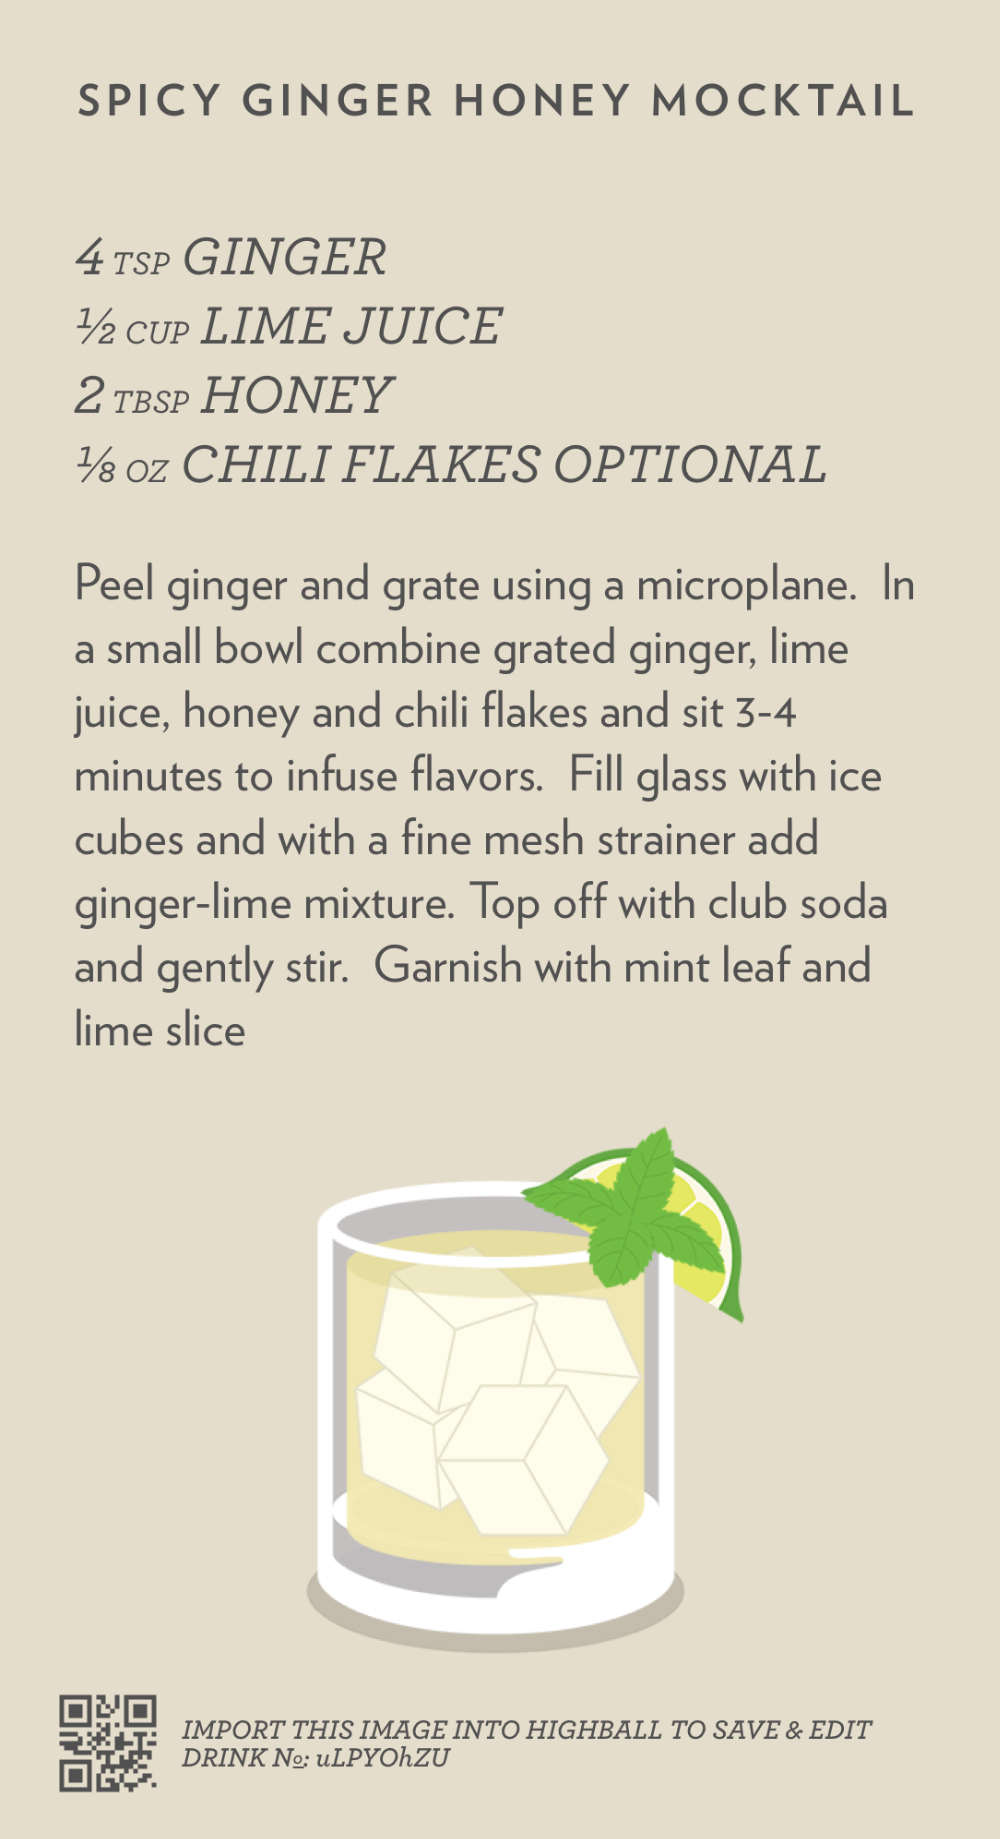 SPICY GINGER HONEY MOCKTAIL
4 TSP GINGER
½ CUP LIME JUICE
2 TBSP HONEY
⅛ OZ CHILI FLAKES OPTIONAL
Peel ginger and grate using a microplane.  In
a small bowl combine grated ginger, lime
juice, honey and chili flakes and sit 3-4
minutes to infuse flavors.  Fill glass with ice
cubes and with a fine mesh strainer add
ginger-lime mixture. Top off with club soda
and gently stir.  Garnish with mint leaf and
lime slice
IMPORT THIS IMAGE INTO HIGHBALL TO SAVE & EDIT
DRINK №: uLPYOhZU